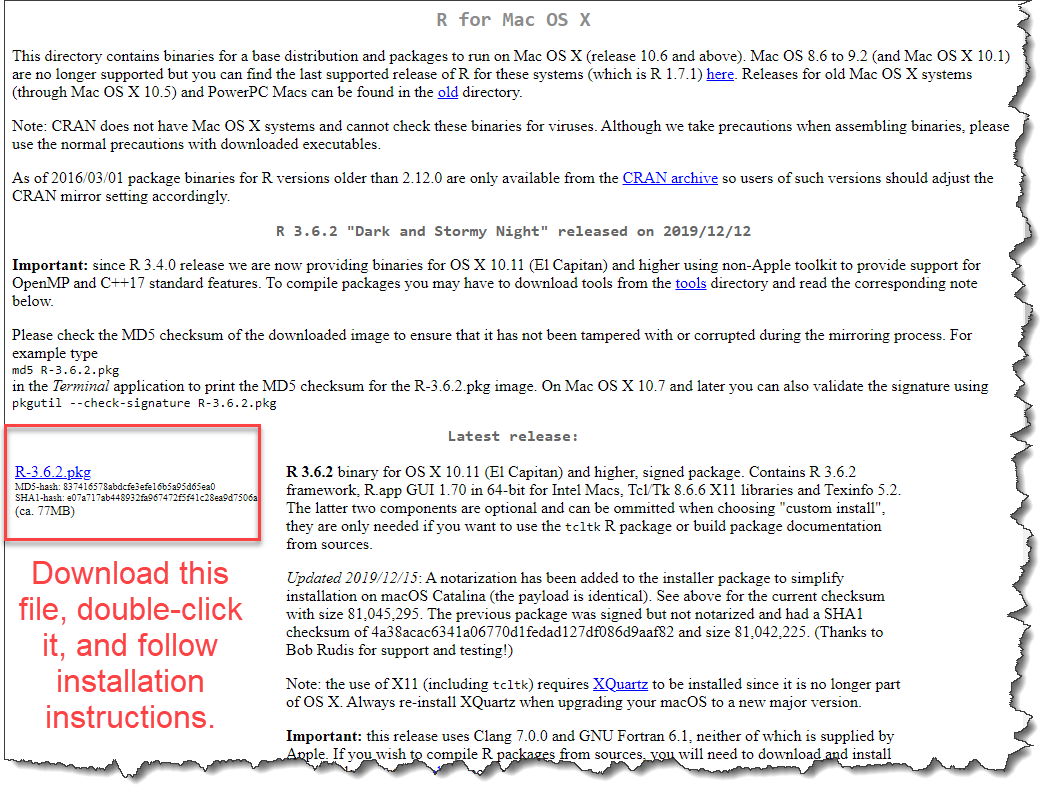 R for Mac OS X
This directory contains binaries for a base distribution and packages to run on Mac OS X (release 10.6 and above). Mac OS 8.6 to 9.2 (and Mac OS X 10.1)
are no longer supported but you can find the last supported release of R for these systems (which is R 1.7.1) here. Releases for old Mac OS X systems
(through Mac OS X 10.5) and PowerPC Macs can be found in the old directory.
Note: CRAN does not have Mac OS X systems and cannot check these binaries for viruses. Although we take precautions when assembling binaries, please
use the normal precautions with downloaded executables.
As of 2016/03/01 package binaries for R versions older than 2.12.0 are only available from the CRAN archive so users of such versions should adjust the
CRAN mirror setting accordingly.
R 3.6.2 "Dark and Stormy Night" released on 2019/12/12
Important: since R 3.4.0 release we are now providing binaries for OS X 10.11 (El Capitan) and higher using non-Apple toolkit to provide support for
OpenMP and C++17 standard features. To compile packages you may have to download tools from the tools directory and read the corresponding note
below.
Please check the MD5 checksum of the downloaded image to ensure that it has not been tampered with or corrupted during the mirroring process. For
example type
md5 R-3.6.2.pkg
in the Terminal application to print the MD5 checksum for the R-3.6.2.pkg image. On Mac OS X 10.7 and later you can also validate the signature using
pkgutil --check-signature R-3.6.2.pkg
Latest release:
R-3.6.2.pkg
MD5-hash: 837416578abdcfe3efe16b5a95d65ea0
SHA1-hash: e07a717ab448932fa967472f5f41c28ea9d7506a
(ca. 77MB)
Download this
file, double-click
it, and follow
installation
instructions.
R 3.6.2 binary for OS X 10.11 (El Capitan) and higher, signed package. Contains R 3.6.2
framework, R.app GUI 1.70 in 64-bit for Intel Macs, Tcl/Tk 8.6.6 X11 libraries and Texinfo 5.2.
The latter two components are optional and can be ommitted when choosing "custom install",
they are only needed if you want to use the tcltk R package or build package documentation
from sources.
Updated 2019/12/15: A notarization has been added to the installer package to simplify
installation on macOS Catalina (the payload is identical). See above for the current checksum
with size 81,045,295. The previous package was signed but not notarized and had a SHA1
checksum of 4a38acac6341a06770d1fedad127df086d9aaf82 and size 81,042,225. (Thanks to
Bob Rudis for support and testing!)
Note: the use of X11 (including tcltk) requires XQuartz to be installed since it is no longer part
of OS X. Always re-install XQuartz when upgrading your macOS to a new major version.
Important: this release uses Clang 7.0.0 and GNU Fortran 6.1, neither of which is supplied by
Apple. If you wish to compile R packages from sources, you will need to download and install